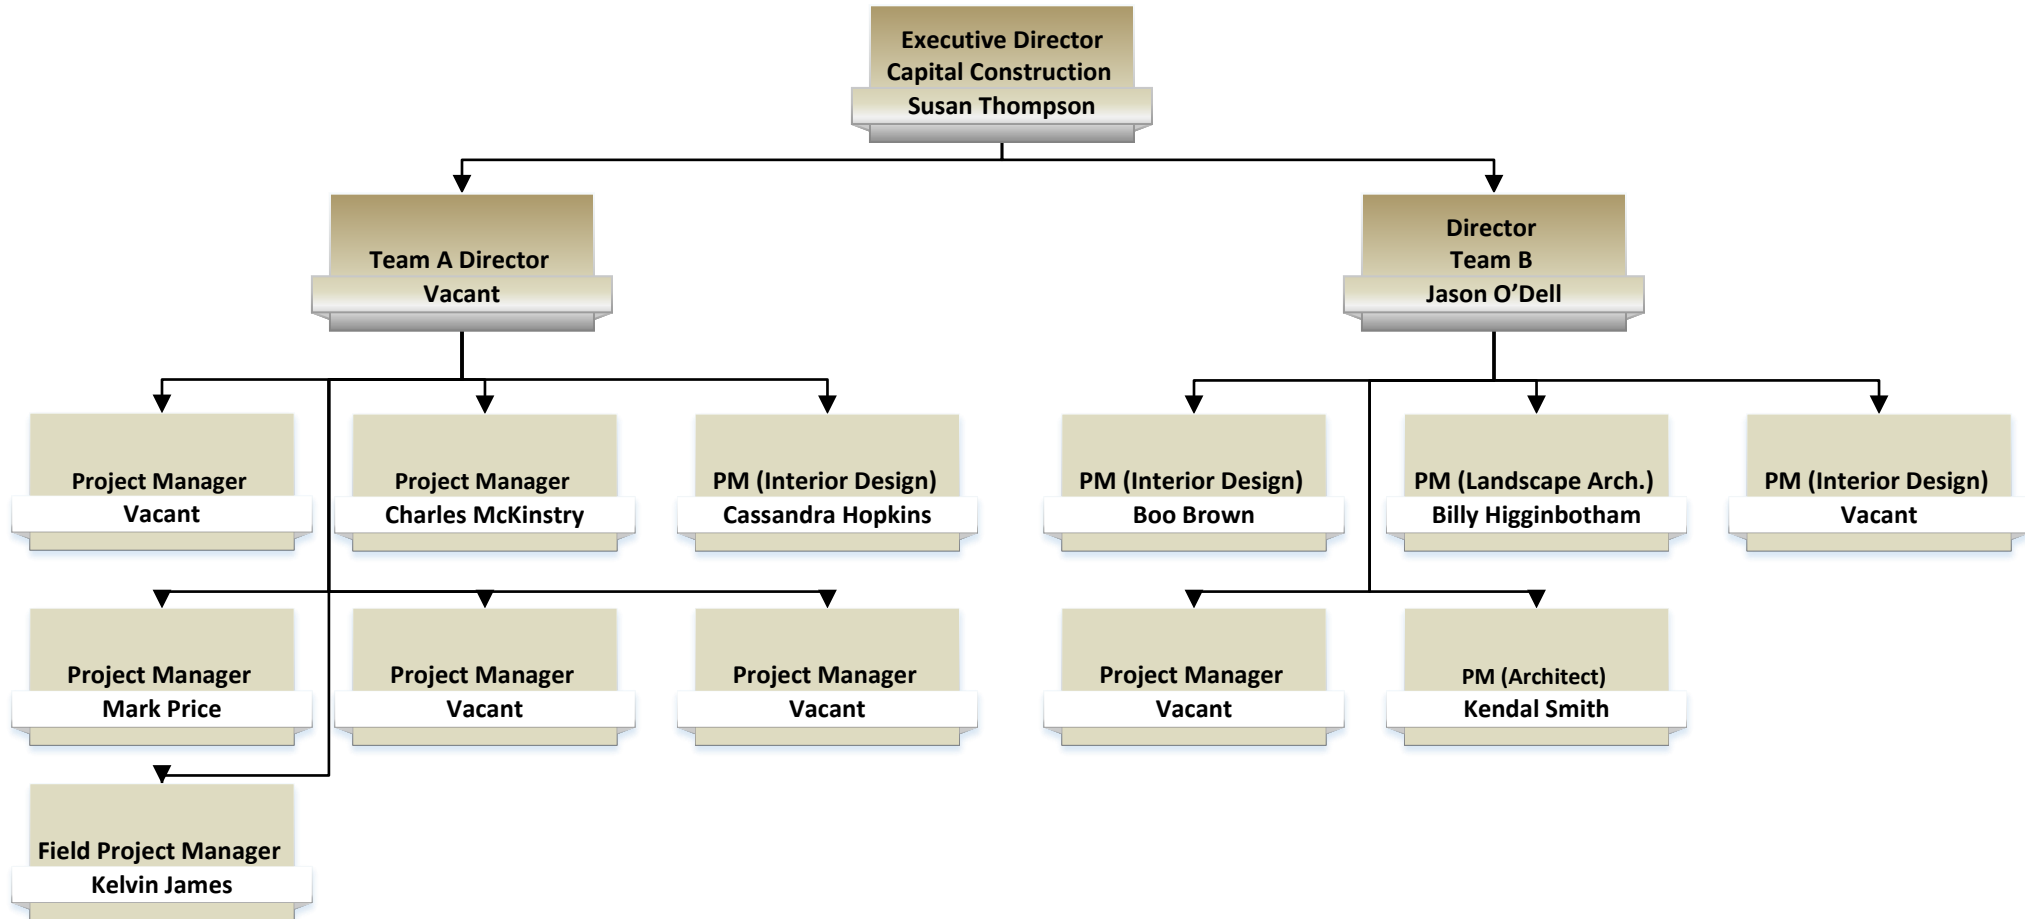 Executive Director
Capital Construction
Susan Thompson
Team A Director
Vacant
Director
Team B
Jason O’Dell
Project Manager
Vacant
Project Manager
Charles McKinstry
PM (Interior Design)
Cassandra Hopkins
PM (Interior Design)
Boo Brown
PM (Landscape Arch.)
Billy Higginbotham
PM (Interior Design)
Vacant
Project Manager
Mark Price
Project Manager
Vacant
Project Manager
Vacant
Project Manager
Vacant
PM (Architect)
Kendal Smith
Field Project Manager
Kelvin James